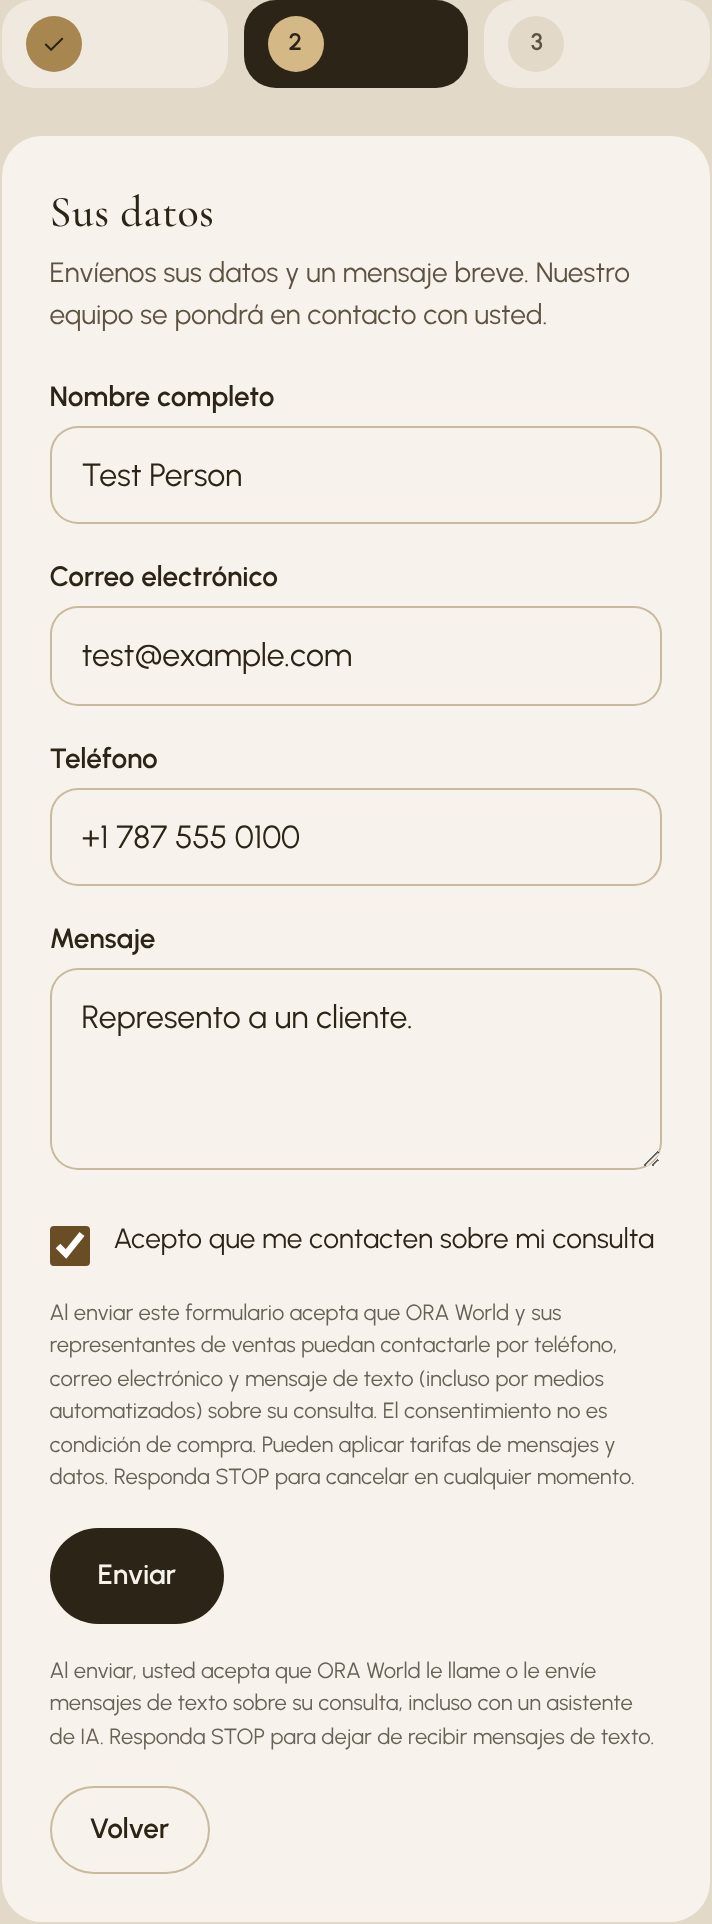 2
3
Sus datos
Envíenos sus datos y un mensaje breve. Nuestro
equipo se pondrá en contacto con usted.
Nombre completo
Test Person
Correo electrónico
test@example.com
Teléfono
+1 787 555 0100
Mensaje
Represento a un cliente.
Acepto que me contacten sobre mi consulta
Al enviar este formulario acepta que ORA World y sus
representantes de ventas puedan contactarle por teléfono,
correo electrónico y mensaje de texto (incluso por medios
automatizados) sobre su consulta. El consentimiento no es
condición de compra. Pueden aplicar tarifas de mensajes y
datos. Responda STOP para cancelar en cualquier momento.
Enviar
Al enviar, usted acepta que ORA World le llame o le envíe
mensajes de texto sobre su consulta, incluso con un asistente
de IA. Responda STOP para dejar de recibir mensajes de texto.
Volver